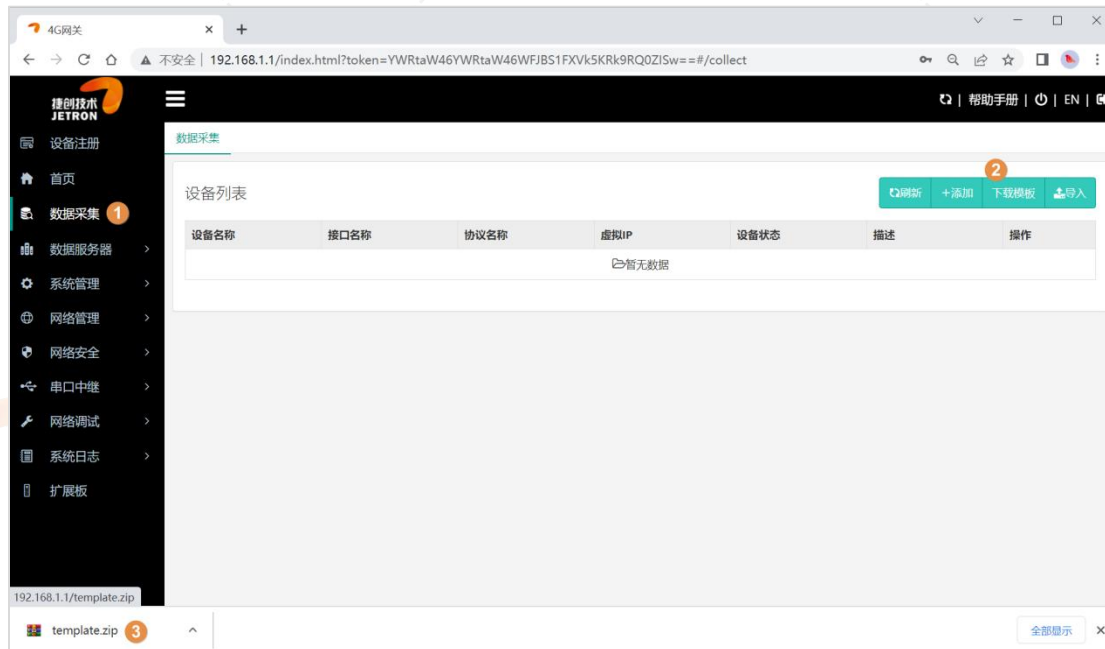 4G网关
不安全 | 192.168.1.1/index.html?token=YWRtaW46YWRtaW46WFJBS1FXVk5KRk9RQ0ZISw==#/collect
捷创技术
JETRON
| 帮助手册 | | EN |
设备注册
首页
数据采集 1
数据服务器
系统管理
网络管理
网络安全
串口中继
网络调试
系统日志
扩展板
数据采集
设备列表
2
刷新 +添加 下载模板 导入
设备名称 接口名称 协议名称 虚拟IP 设备状态 描述 操作
暂无数据
192.168.1.1/template.zip
template.zip 3
全部显示